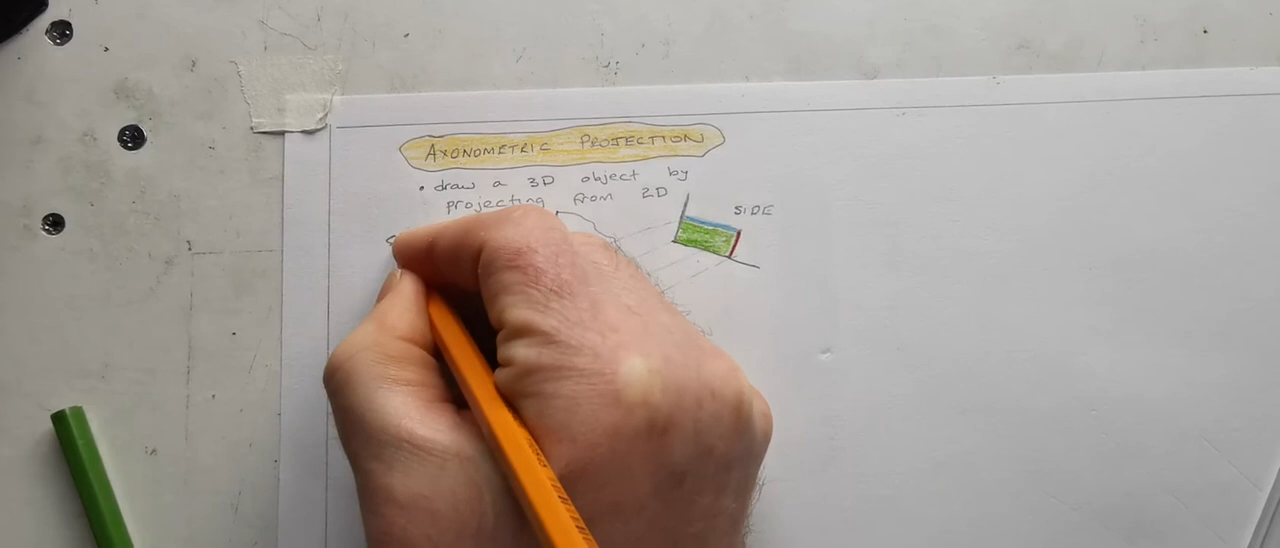 AXONOMETRIC PROJECTION
• draw a 3D object by
projecting from 2D
SIDE